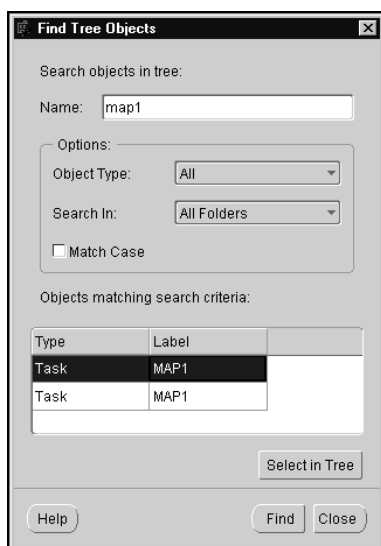 Find Tree Objects
Search objects in tree:
Name: map1
Options:
Object Type: All
Search In: All Folders
Match Case
Objects matching search criteria:
Type Label
Task MAP1
Task MAP1
Select in Tree
Help Find Close